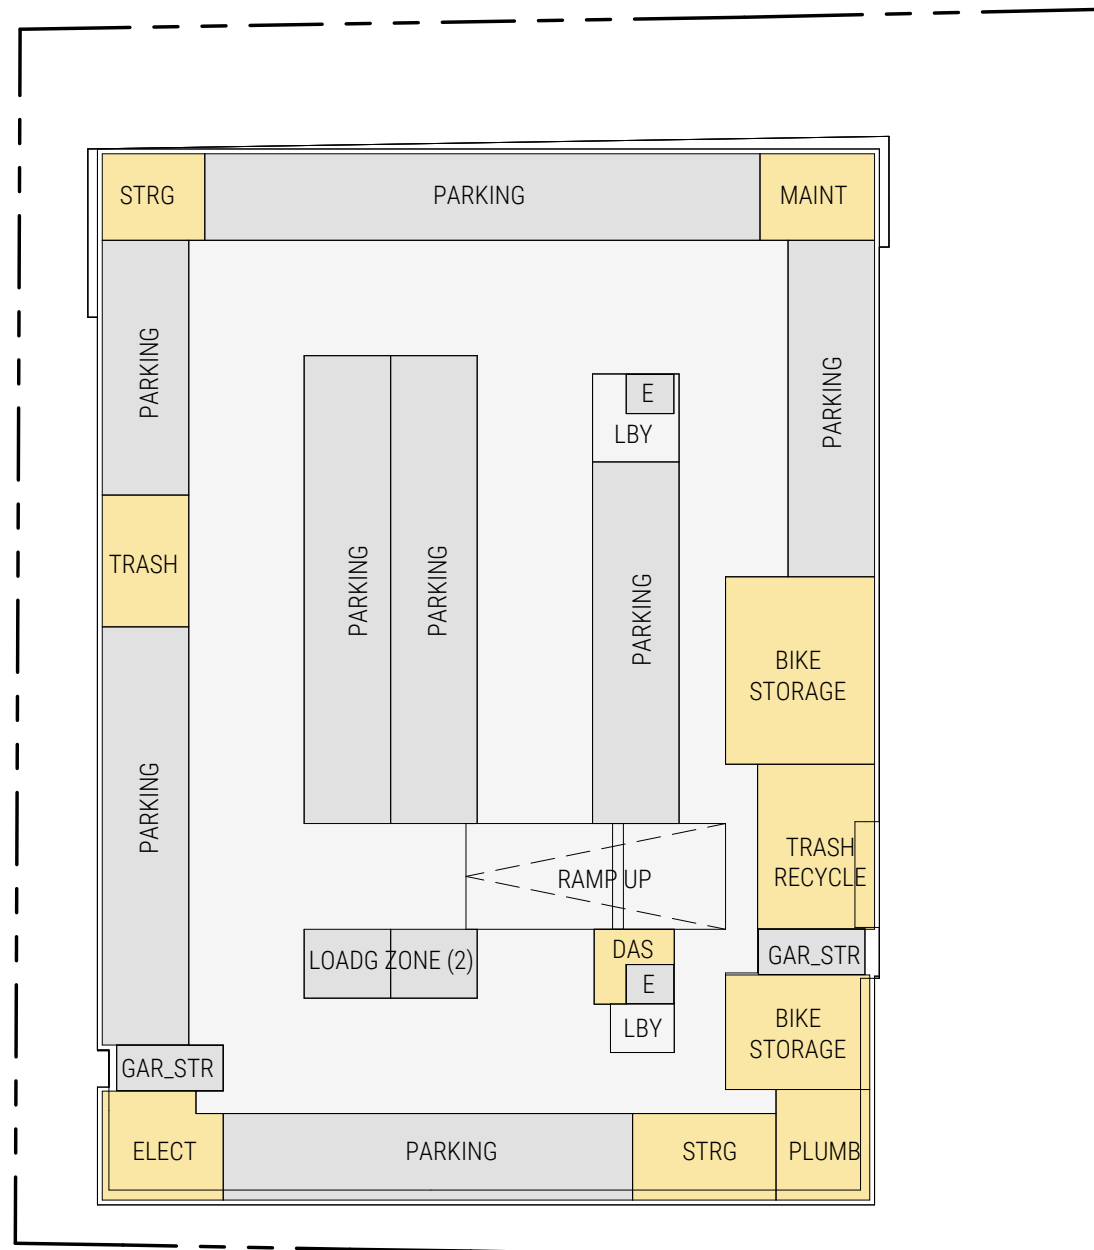 STRG
PARKING
MAINT
PARKING
PARKING
E
LBY
TRASH
PARKING
PARKING
PARKING
BIKE
STORAGE
PARKING
TRASH
RECYCLE
RAMP UP
DAS
LOADG ZONE (2)
GAR_STR
E
LBY
BIKE
STORAGE
GAR_STR
ELECT
PARKING
STRG
PLUMB